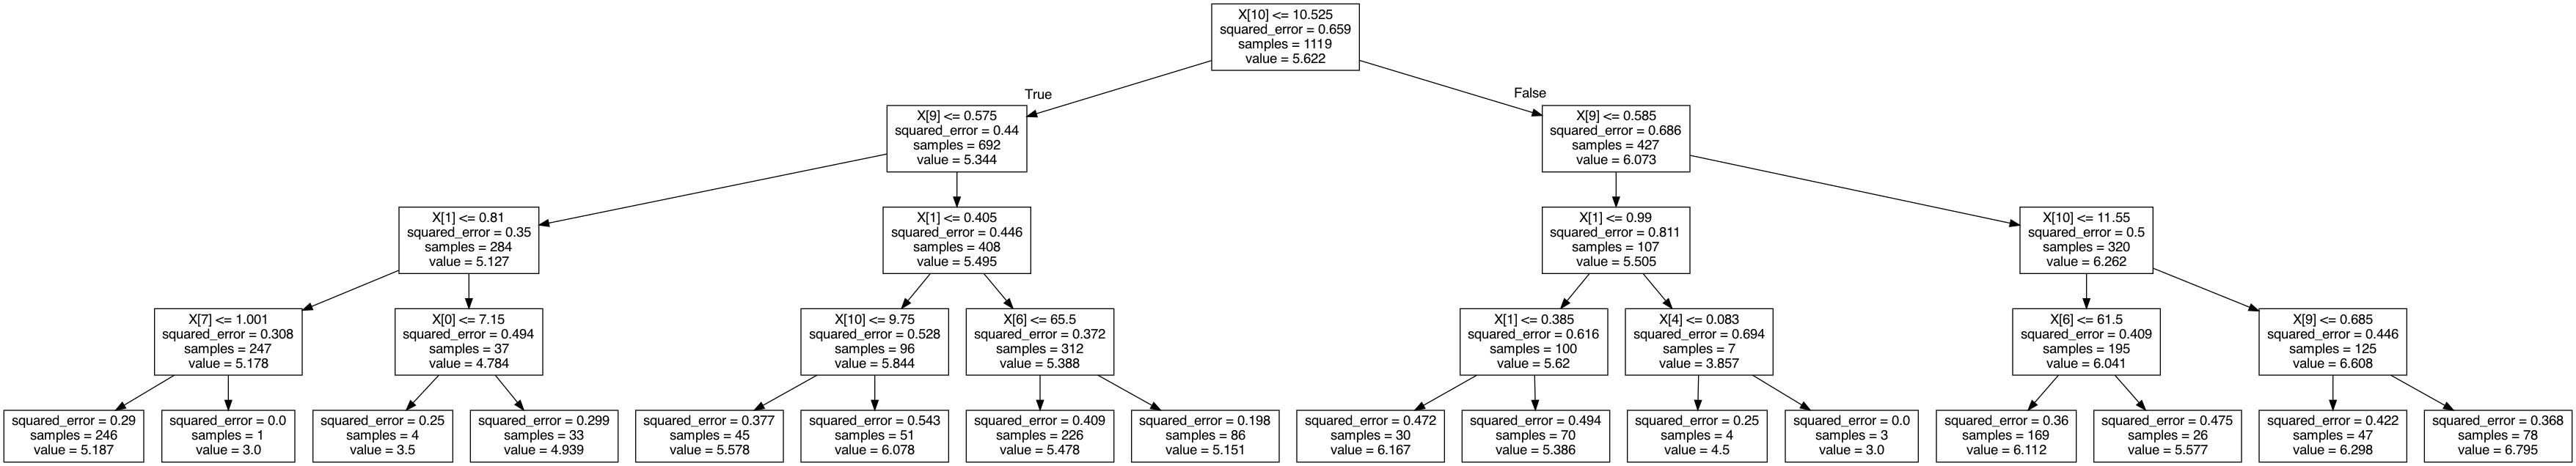 X[10] <= 10.525
squared_error = 0.659
samples = 1119
value = 5.622
True
False
X[9] <= 0.575
squared_error = 0.44
samples = 692
value = 5.344
X[9] <= 0.585
squared_error = 0.686
samples = 427
value = 6.073
X[1] <= 0.81
squared_error = 0.35
samples = 284
value = 5.127
X[1] <= 0.405
squared_error = 0.446
samples = 408
value = 5.495
X[1] <= 0.99
squared_error = 0.811
samples = 107
value = 5.505
X[10] <= 11.55
squared_error = 0.5
samples = 320
value = 6.262
X[7] <= 1.001
squared_error = 0.308
samples = 247
value = 5.178
X[0] <= 7.15
squared_error = 0.494
samples = 37
value = 4.784
X[10] <= 9.75
squared_error = 0.528
samples = 96
value = 5.844
X[6] <= 65.5
squared_error = 0.372
samples = 312
value = 5.388
X[1] <= 0.385
squared_error = 0.616
samples = 100
value = 5.62
X[4] <= 0.083
squared_error = 0.694
samples = 7
value = 3.857
X[6] <= 61.5
squared_error = 0.409
samples = 195
value = 6.041
X[9] <= 0.685
squared_error = 0.446
samples = 125
value = 6.608
squared_error = 0.29
samples = 246
value = 5.187
squared_error = 0.0
samples = 1
value = 3.0
squared_error = 0.25
samples = 4
value = 3.5
squared_error = 0.299
samples = 33
value = 4.939
squared_error = 0.377
samples = 45
value = 5.578
squared_error = 0.543
samples = 51
value = 6.078
squared_error = 0.409
samples = 226
value = 5.478
squared_error = 0.198
samples = 86
value = 5.151
squared_error = 0.472
samples = 30
value = 6.167
squared_error = 0.494
samples = 70
value = 5.386
squared_error = 0.25
samples = 4
value = 4.5
squared_error = 0.0
samples = 3
value = 3.0
squared_error = 0.36
samples = 169
value = 6.112
squared_error = 0.475
samples = 26
value = 5.577
squared_error = 0.422
samples = 47
value = 6.298
squared_error = 0.368
samples = 78
value = 6.795